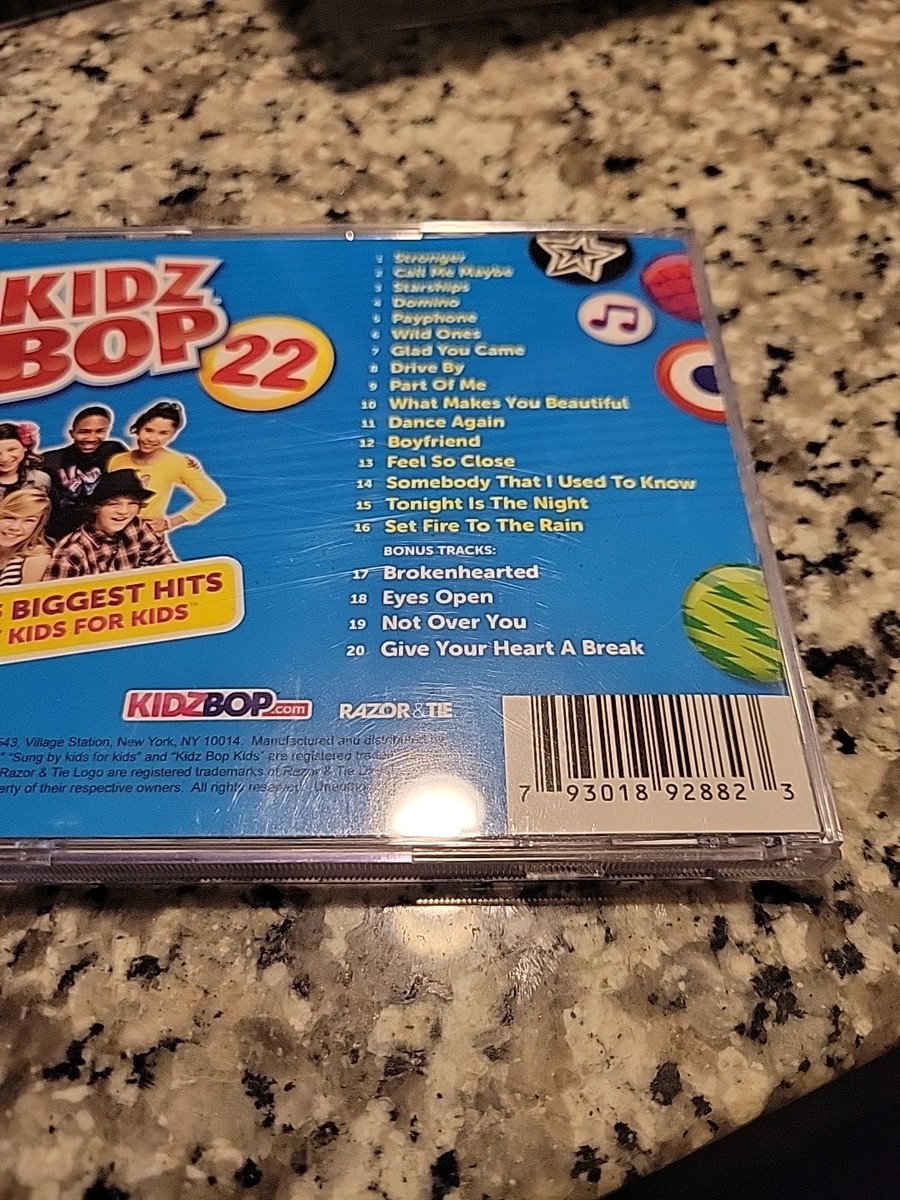 KIDZ
BOP
22
1 Stronger
2 Call Me Maybe
3 Starships
4 Domino
5 Payphone
6 Wild Ones
7 Glad You Came
8 Drive By
9 Part Of Me
10 What Makes You Beautiful
11 Dance Again
12 Boyfriend
13 Feel So Close
14 Somebody That I Used To Know
15 Tonight Is The Night
16 Set Fire To The Rain
BONUS TRACKS:
17 Brokenhearted
18 Eyes Open
19 Not Over You
20 Give Your Heart A Break
BIGGEST HITS
KIDS FOR KIDS™
KIDZBOP.com
RAZOR & TIE
543, Village Station, New York, NY 10014. Manufactured and distributed
"Sung by kids for kids" and "Kidz Bop Kids" are registered
Razor & Tie Logo are registered trademarks of Razor & Tie
of their respective owners. All rights reserved.
7 93018 92882 3